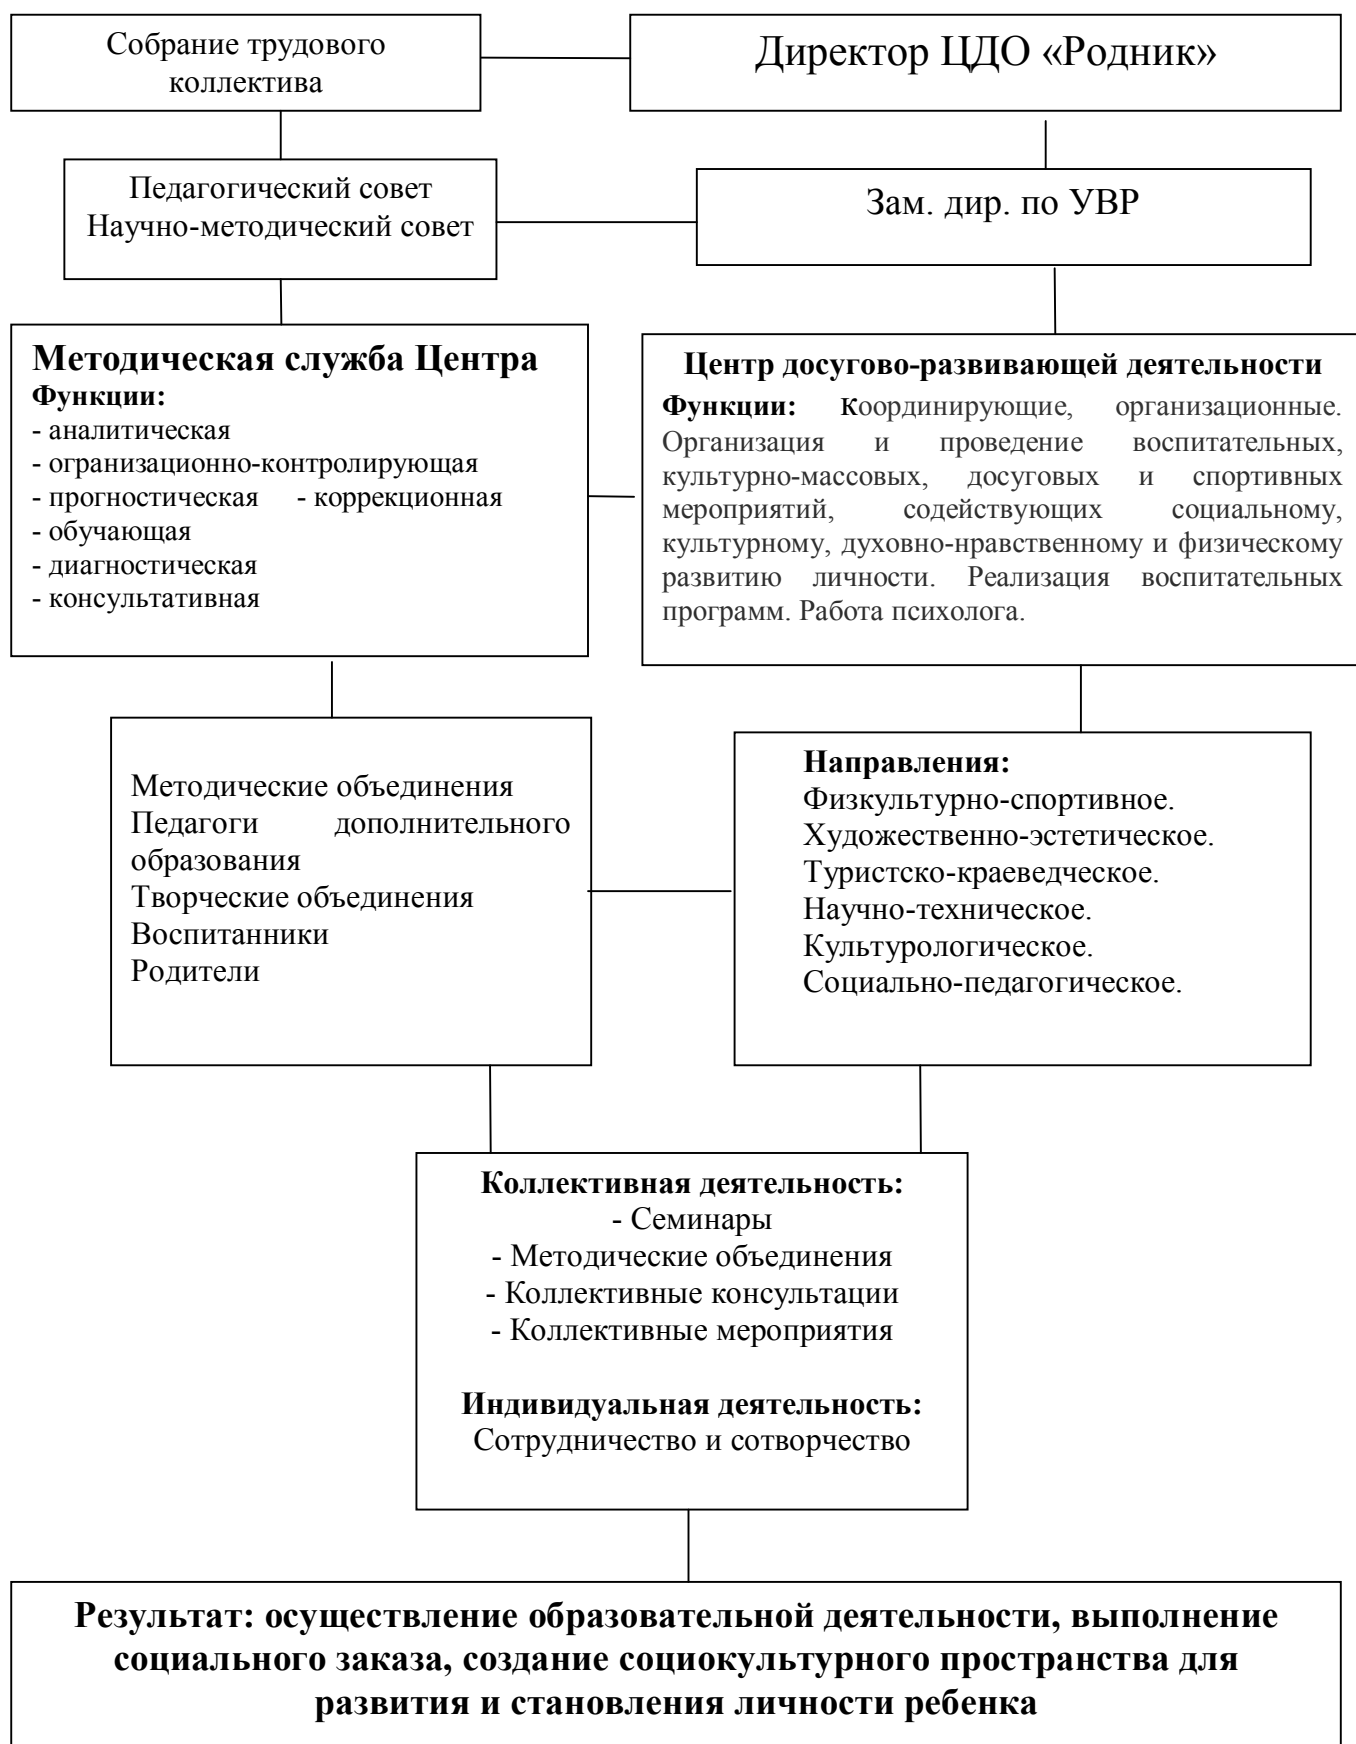 Собрание трудового
коллектива
Директор ЦДО «Родник»
Педагогический совет
Научно-методический совет
Зам. дир. по УВР
Методическая служба Центра
Функции:
- аналитическая
- огранизационно-контролирующая
- прогностическая - коррекционная
- обучающая
- диагностическая
- консультативная
Центр досугово-развивающей деятельности
Функции: Координирующие, организационные.
Организация и проведение воспитательных,
культурно-массовых, досуговых и спортивных
мероприятий, содействующих социальному,
культурному, духовно-нравственному и физическому
развитию личности. Реализация воспитательных
программ. Работа психолога.
Методические объединения
Педагоги дополнительного
образования
Творческие объединения
Воспитанники
Родители
Направления:
Физкультурно-спортивное.
Художественно-эстетическое.
Туристско-краеведческое.
Научно-техническое.
Культурологическое.
Социально-педагогическое.
Коллективная деятельность:
- Семинары
- Методические объединения
- Коллективные консультации
- Коллективные мероприятия
Индивидуальная деятельность:
Сотрудничество и сотворчество
Результат: осуществление образовательной деятельности, выполнение
социального заказа, создание социокультурного пространства для
развития и становления личности ребенка